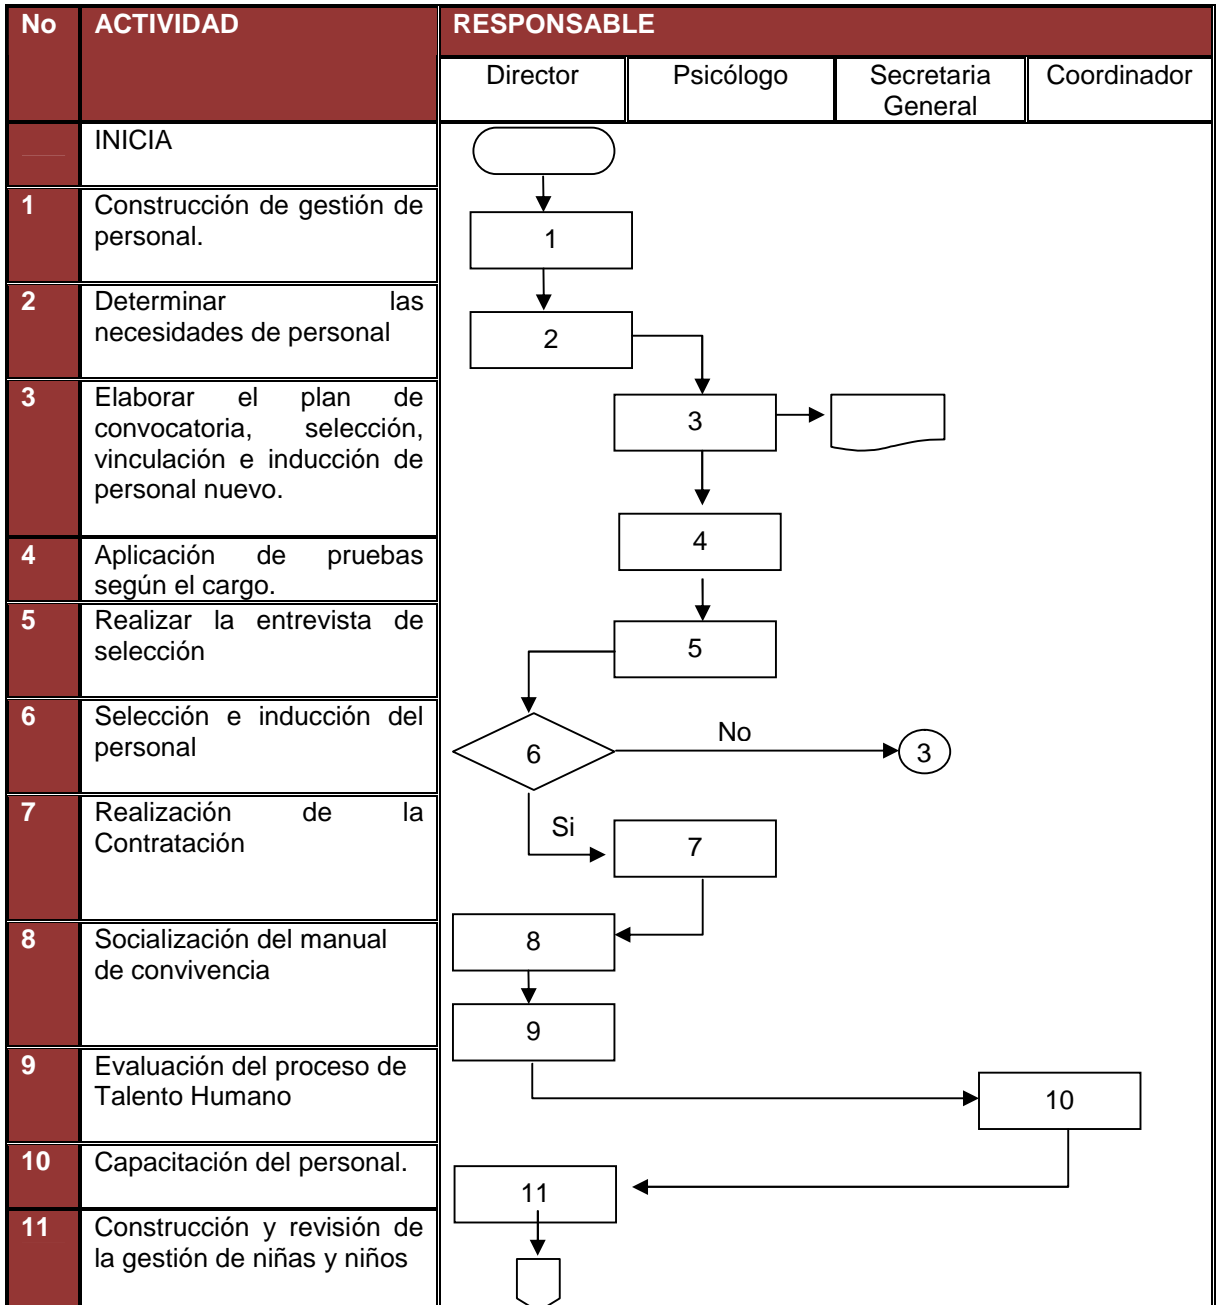 No ACTIVIDAD RESPONSABLE
Director Psicólogo Secretaria General Coordinador
INICIA
1 Construcción de gestión de
personal.
1
2 Determinar las
necesidades de personal
2
3 Elaborar el plan de
convocatoria, selección,
vinculación e inducción de
personal nuevo.
3
4 Aplicación de pruebas
según el cargo.
4
5 Realizar la entrevista de
selección
5
6 Selección e inducción del
personal
6 No 3
7 Realización de la
Contratación
Si 7
8 Socialización del manual
de convivencia
8
9
9 Evaluación del proceso de
Talento Humano
10
10 Capacitación del personal.
11
11 Construcción y revisión de
la gestión de niñas y niños